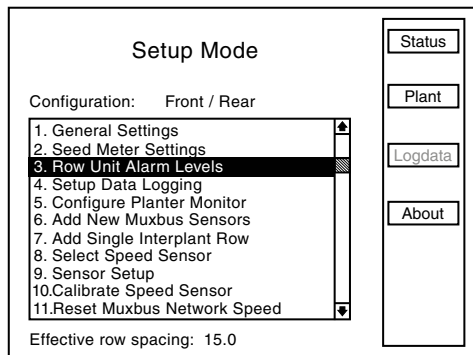 Setup Mode
Configuration: Front / Rear
1. General Settings
2. Seed Meter Settings
3. Row Unit Alarm Levels
4. Setup Data Logging
5. Configure Planter Monitor
6. Add New Muxbus Sensors
7. Add Single Interplant Row
8. Select Speed Sensor
9. Sensor Setup
10.Calibrate Speed Sensor
11.Reset Muxbus Network Speed
Effective row spacing: 15.0
Status
Plant
Logdata
About